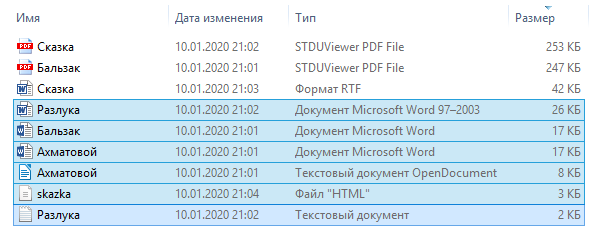 Имя Дата изменения Тип Размер
Сказка 10.01.2020 21:02 STDUViewer PDF File 253 КБ
Бальзак 10.01.2020 21:01 STDUViewer PDF File 247 КБ
Сказка 10.01.2020 21:03 Формат RTF 42 КБ
Разлука 10.01.2020 21:02 Документ Microsoft Word 97–2003 26 КБ
Бальзак 10.01.2020 21:01 Документ Microsoft Word 17 КБ
Ахматовой 10.01.2020 21:01 Документ Microsoft Word 17 КБ
Ахматовой 10.01.2020 21:01 Текстовый документ OpenDocument 8 КБ
skazka 10.01.2020 21:04 Файл "HTML" 3 КБ
Разлука 10.01.2020 21:02 Текстовый документ 2 КБ